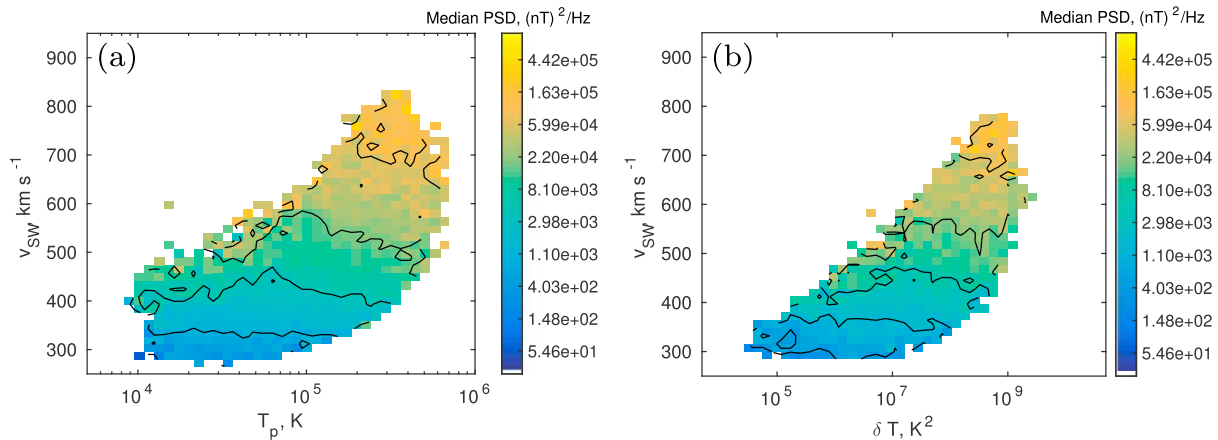 Median PSD, (nT) ²/Hz
(a)
900
800
700
600
500
400
300
v_SW km s⁻¹
10⁴
10⁵
10⁶
T_p, K
4.42e+05
1.63e+05
5.99e+04
2.20e+04
8.10e+03
2.98e+03
1.10e+03
4.03e+02
1.48e+02
5.46e+01
Median PSD, (nT) ²/Hz
(b)
900
800
700
600
500
400
300
v_SW km s⁻¹
10⁵
10⁷
10⁹
δ T, K²
4.42e+05
1.63e+05
5.99e+04
2.20e+04
8.10e+03
2.98e+03
1.10e+03
4.03e+02
1.48e+02
5.46e+01